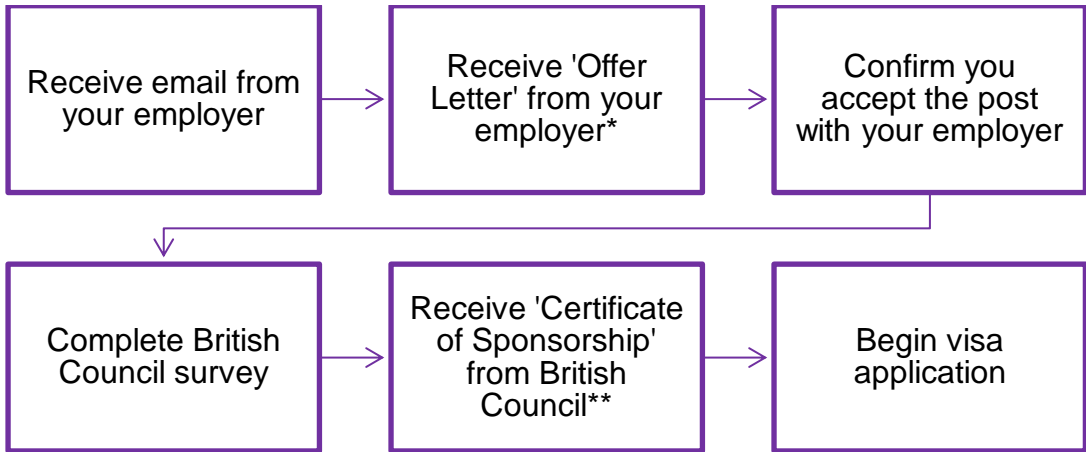 Receive email from
your employer
Receive 'Offer
Letter' from your
employer*
Confirm you
accept the post
with your employer
Complete British
Council survey
Receive 'Certificate
of Sponsorship'
from British
Council**
Begin visa
application